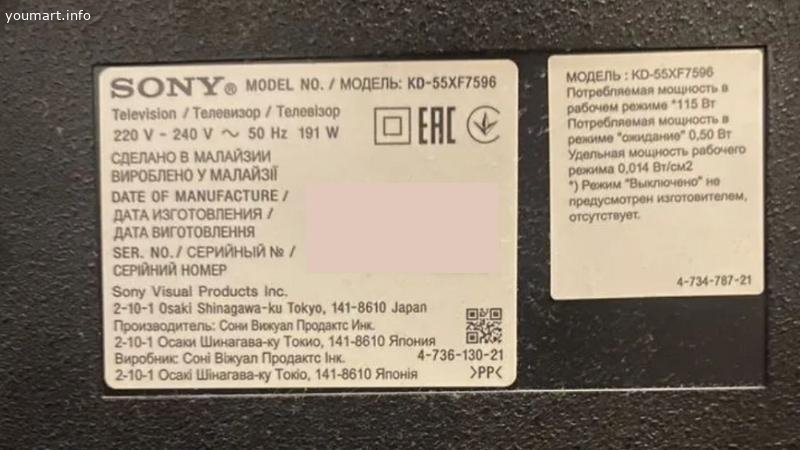 youmart.info
SONY® MODEL NO. / МОДЕЛЬ: KD-55XF7596
Television / Телевизор / Телевізор
220 V - 240 V ~ 50 Hz 191 W
EAC
СДЕЛАНО В МАЛАЙЗИИ
ВИРОБЛЕНО У МАЛАЙЗІЇ
DATE OF MANUFACTURE /
ДАТА ИЗГОТОВЛЕНИЯ /
ДАТА ВИГОТОВЛЕННЯ
SER. NO. / СЕРИЙНЫЙ № /
СЕРІЙНИЙ НОМЕР
Sony Visual Products Inc.
2-10-1 Osaki Shinagawa-ku Tokyo, 141-8610 Japan
Производитель: Сони Вижуал Продактс Инк.
2-10-1 Осаки Шинагава-ку Токио, 141-8610 Япония
Виробник: Соні Віжуал Продактс Інк.
2-10-1 Осакі Шінагава-ку Токіо, 141-8610 Японія
4-736-130-21
>PP<
МОДЕЛЬ : KD-55XF7596
Потребляемая мощность в
рабочем режиме *115 Вт
Потребляемая мощность в
режиме "ожидание" 0,50 Вт
Удельная мощность рабочего
режима 0,014 Вт/см2
*) Режим "Выключено" не
предусмотрен изготовителем,
отсутствует.
4-734-787-21